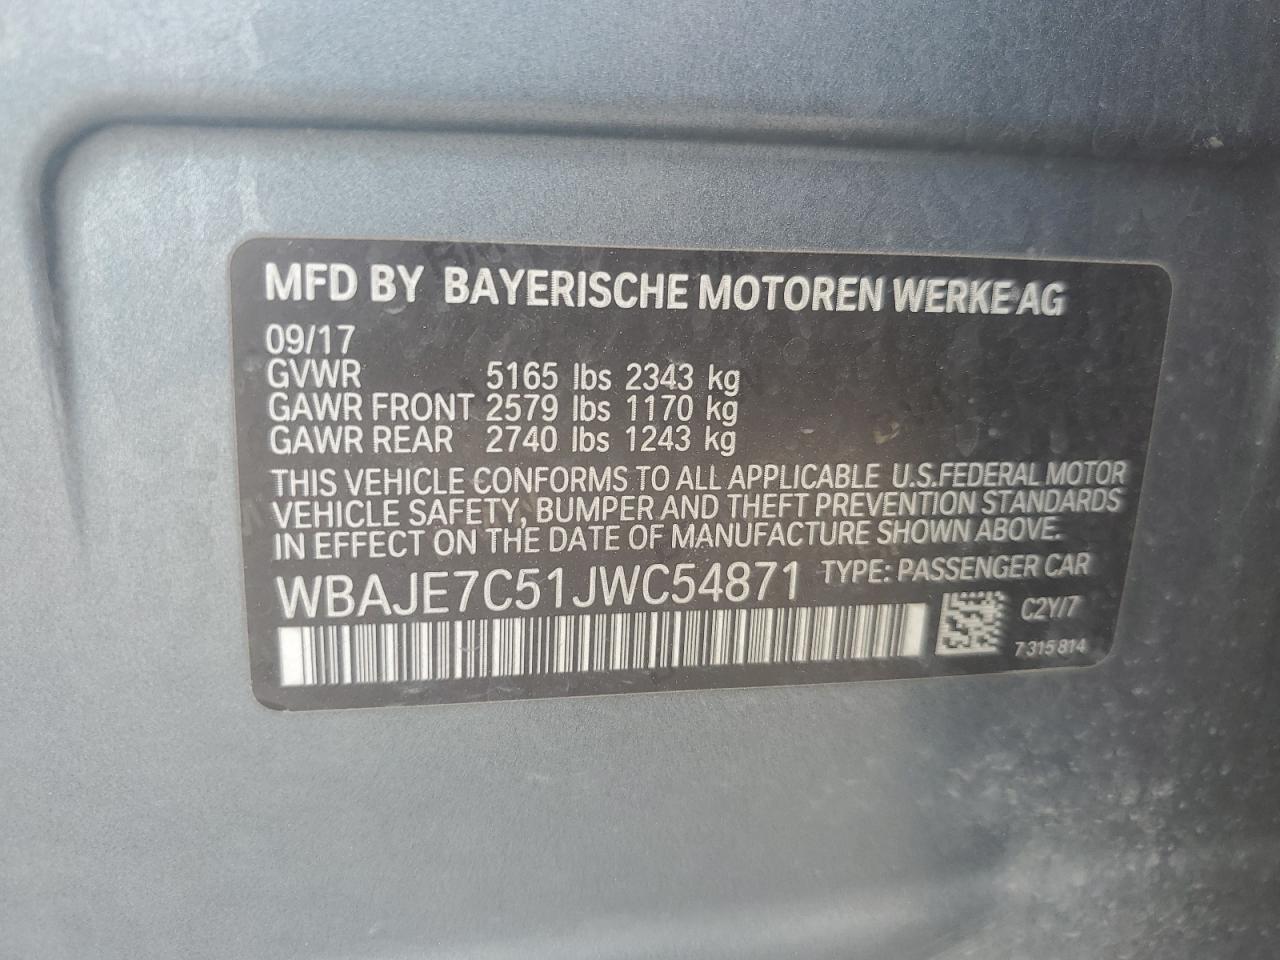 MFD BY BAYERISCHE MOTOREN WERKE AG
09/17
GVWR 5165 lbs 2343 kg
GAWR FRONT 2579 lbs 1170 kg
GAWR REAR 2740 lbs 1243 kg
THIS VEHICLE CONFORMS TO ALL APPLICABLE U.S.FEDERAL MOTOR
VEHICLE SAFETY, BUMPER AND THEFT PREVENTION STANDARDS
IN EFFECT ON THE DATE OF MANUFACTURE SHOWN ABOVE.
WBAJE7C51JWC54871 TYPE: PASSENGER CAR
C2Y/7
7 315 814